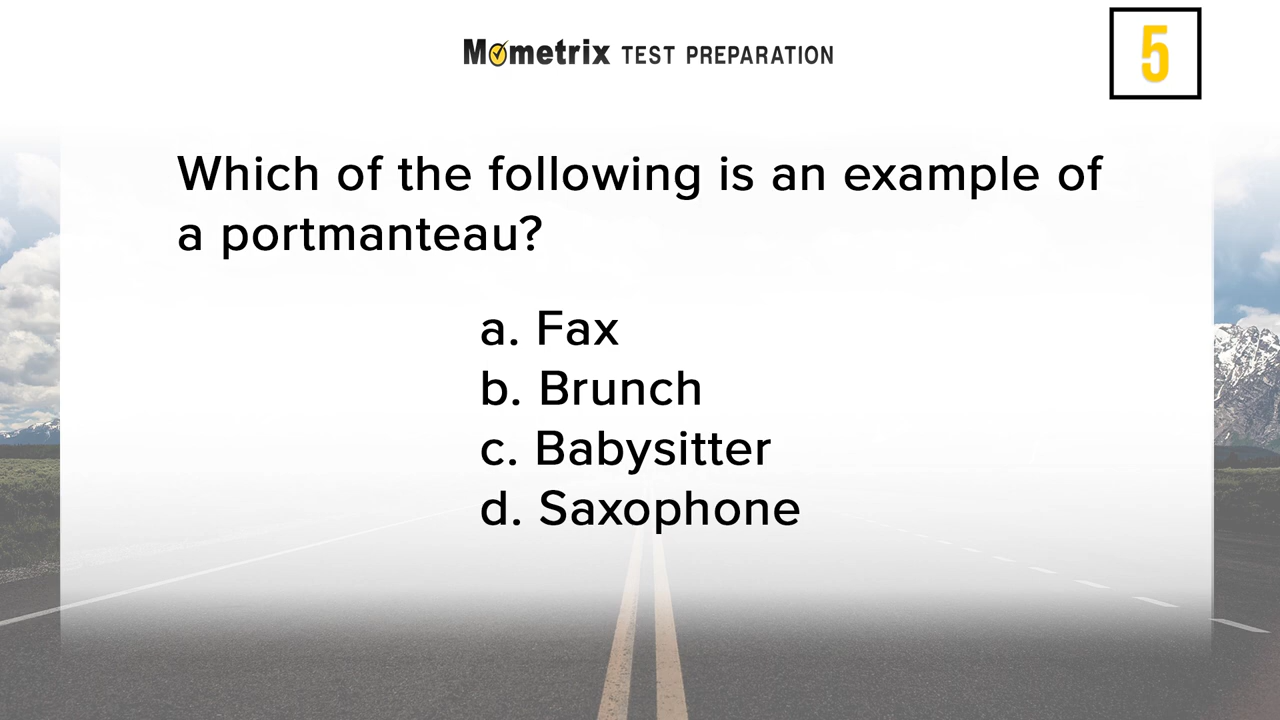 Mometrix TEST PREPARATION
5
Which of the following is an example of
a portmanteau?
a. Fax
b. Brunch
c. Babysitter
d. Saxophone